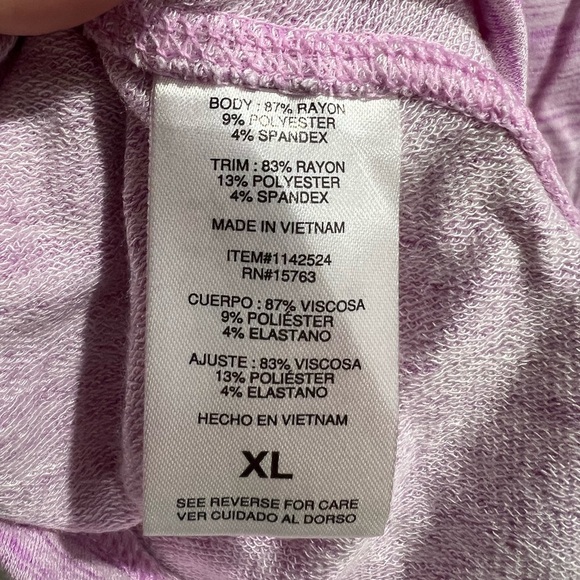 BODY : 87% RAYON
9% POLYESTER
4% SPANDEX
TRIM : 83% RAYON
13% POLYESTER
4% SPANDEX
MADE IN VIETNAM
ITEM#1142524
RN#15763
CUERPO : 87% VISCOSA
9% POLIÉSTER
4% ELASTANO
AJUSTE : 83% VISCOSA
13% POLIÉSTER
4% ELASTANO
HECHO EN VIETNAM
XL
SEE REVERSE FOR CARE
VER CUIDADO AL DORSO